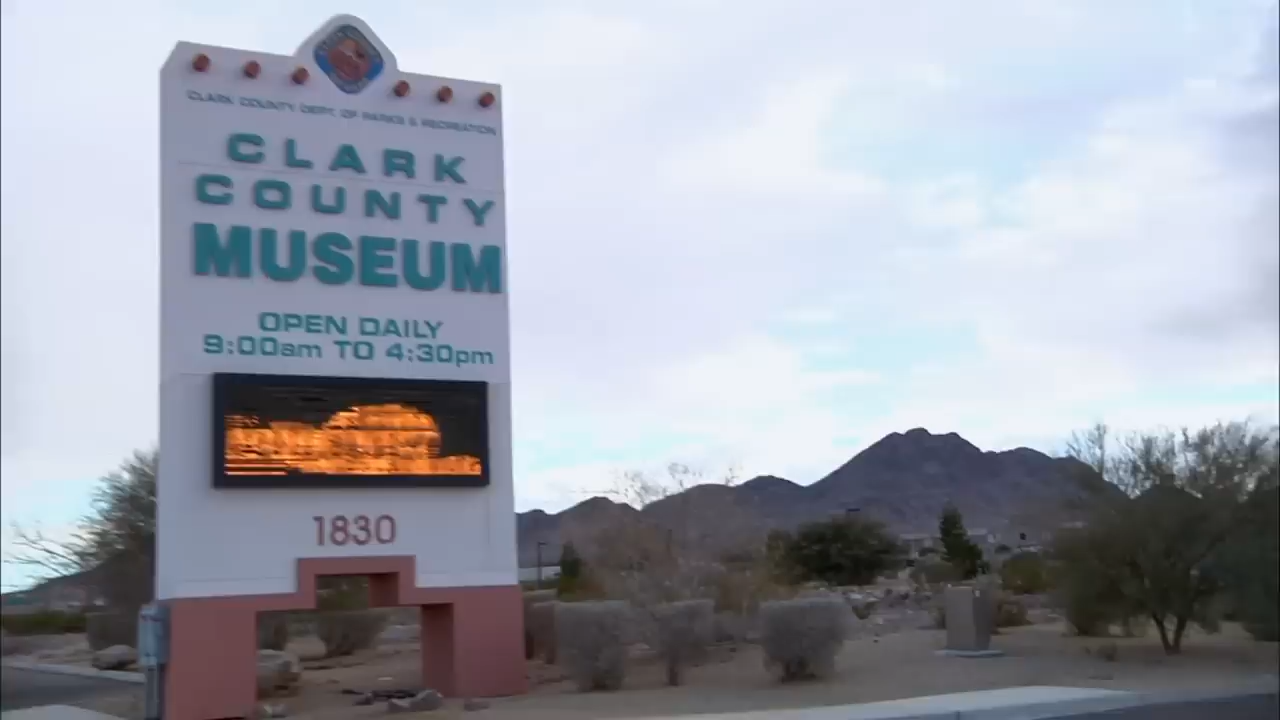 CLARK COUNTY DEPT. OF PARKS & RECREATION
CLARK
COUNTY
MUSEUM
OPEN DAILY
9:00am TO 4:30pm
1830